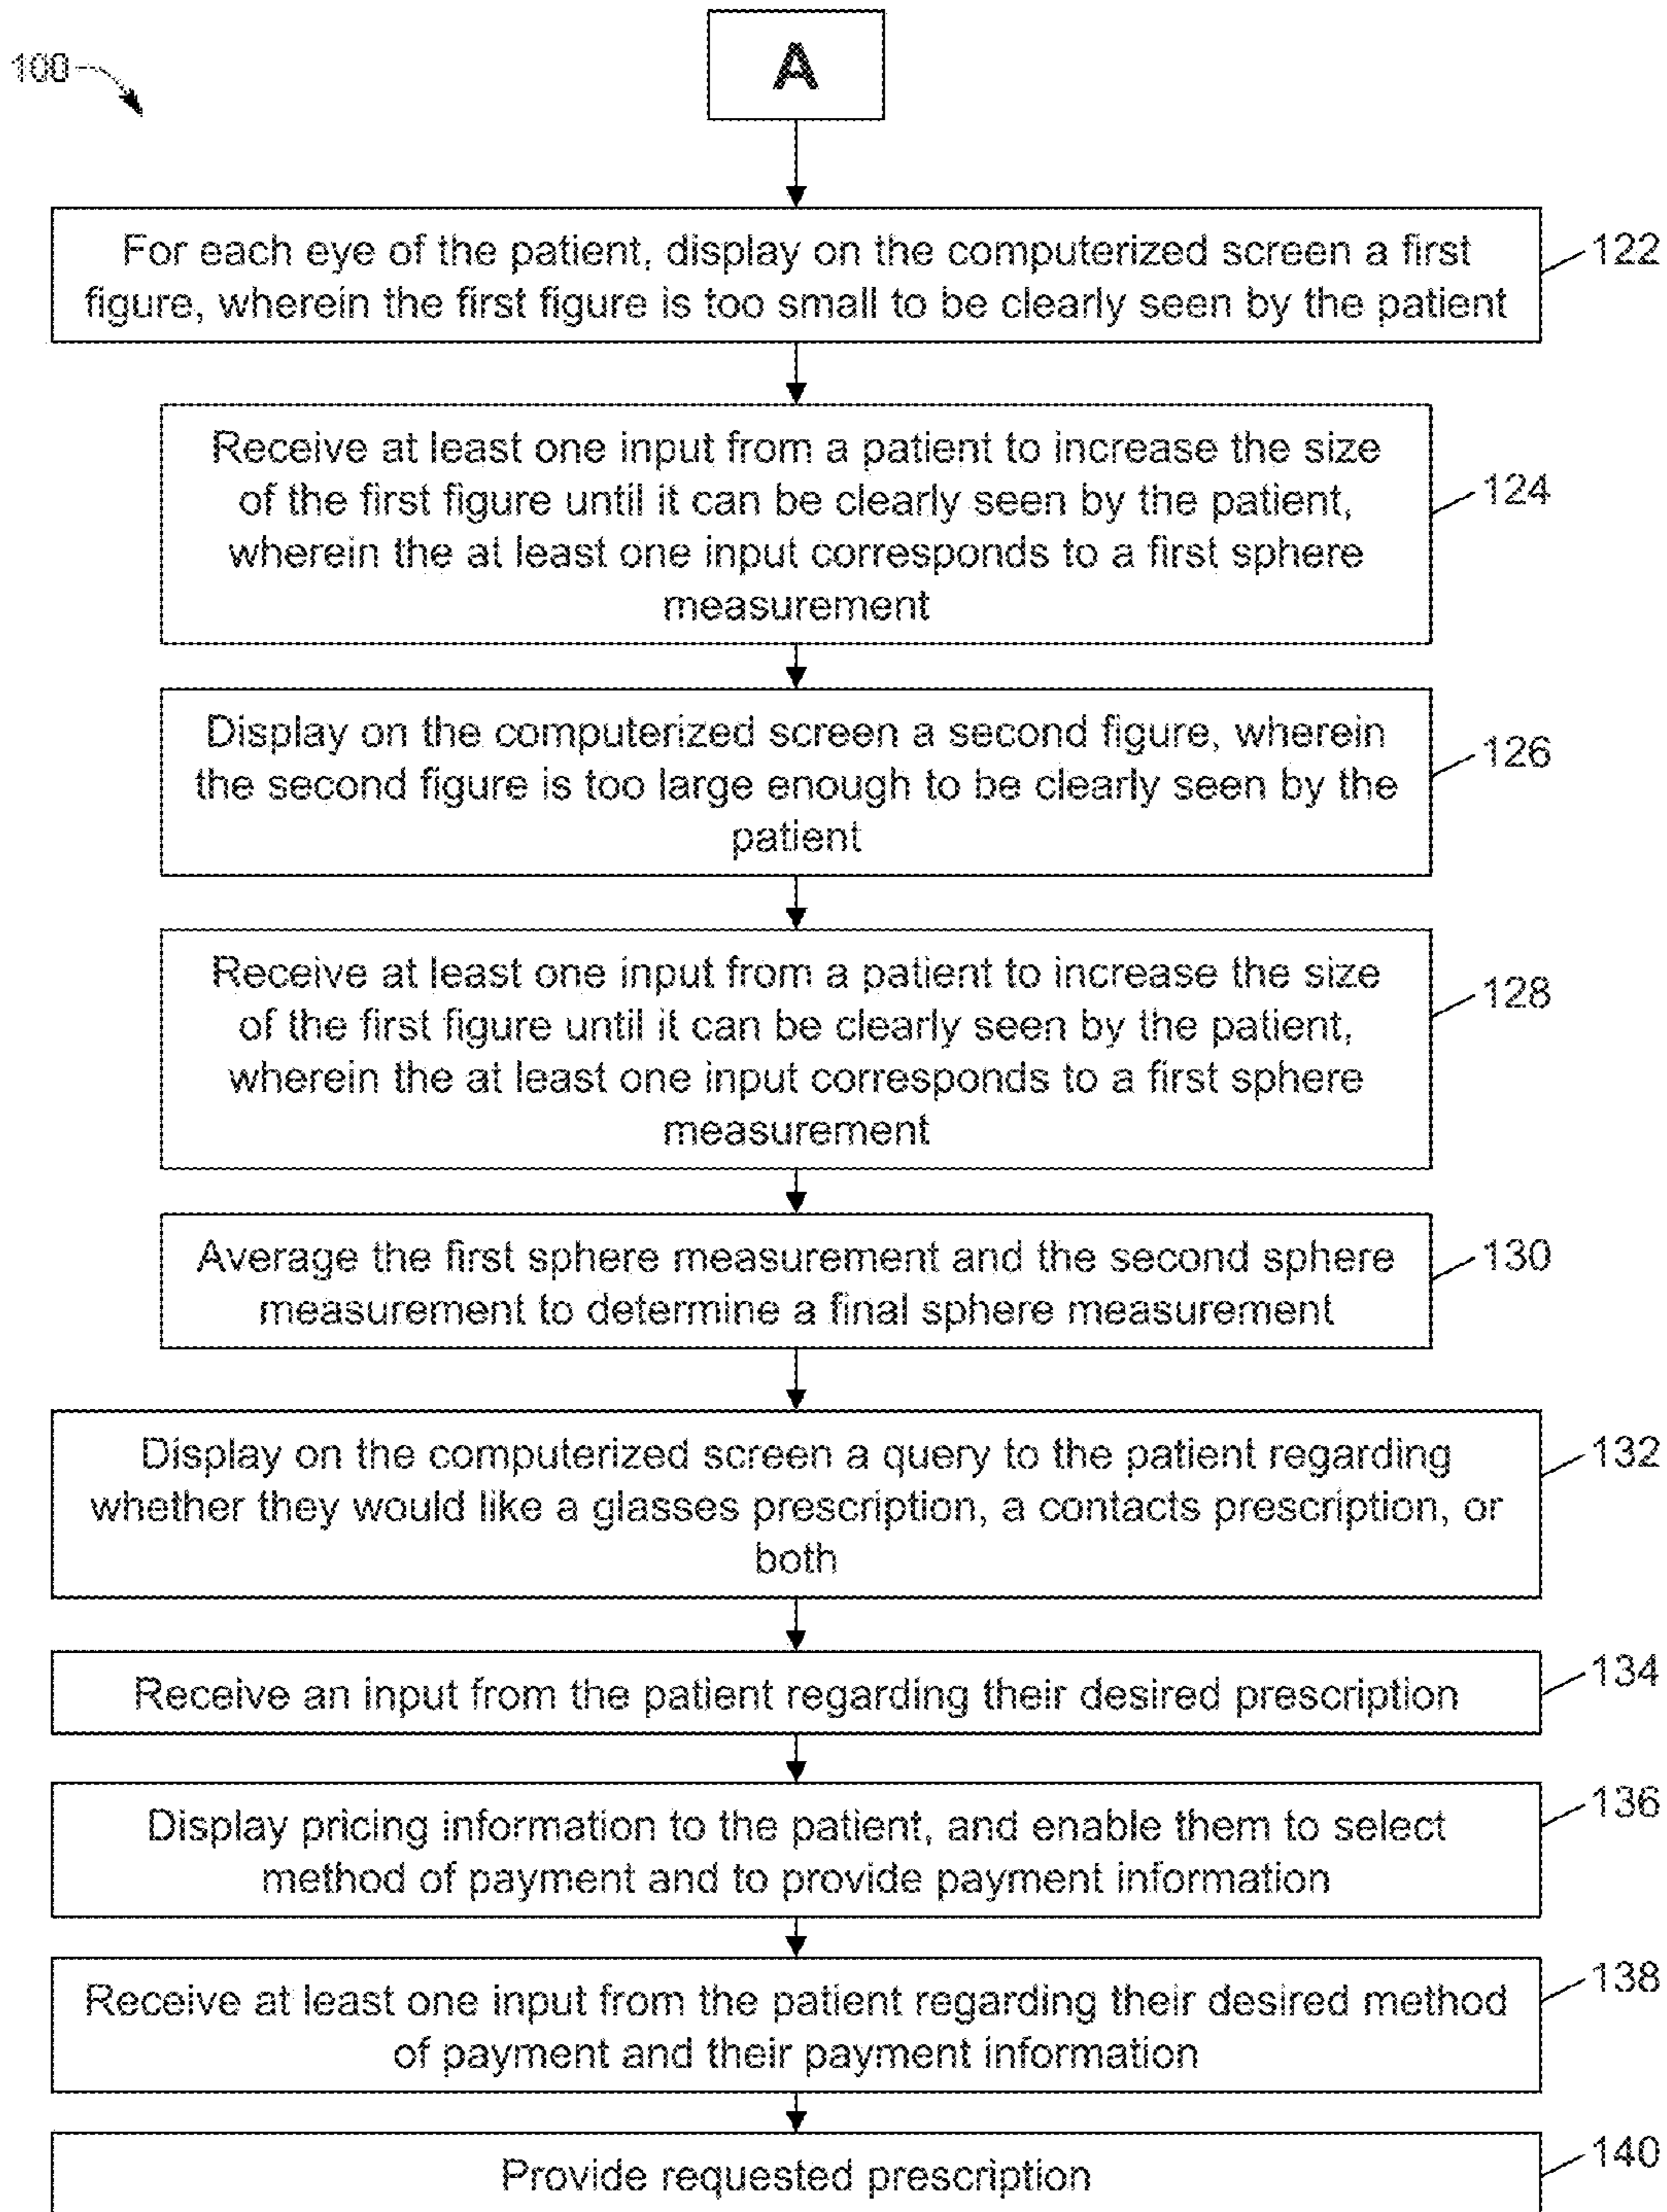 100
A
For each eye of the patient, display on the computerized screen a first
figure, wherein the first figure is too small to be clearly seen by the patient
122
Receive at least one input from a patient to increase the size
of the first figure until it can be clearly seen by the patient,
wherein the at least one input corresponds to a first sphere
measurement
124
Display on the computerized screen a second figure, wherein
the second figure is too large enough to be clearly seen by the
patient
126
Receive at least one input from a patient to increase the size
of the first figure until it can be clearly seen by the patient,
wherein the at least one input corresponds to a first sphere
measurement
128
Average the first sphere measurement and the second sphere
measurement to determine a final sphere measurement
130
Display on the computerized screen a query to the patient regarding
whether they would like a glasses prescription, a contacts prescription, or
both
132
Receive an input from the patient regarding their desired prescription
134
Display pricing information to the patient, and enable them to select
method of payment and to provide payment information
136
Receive at least one input from the patient regarding their desired method
of payment and their payment information
138
Provide requested prescription
140